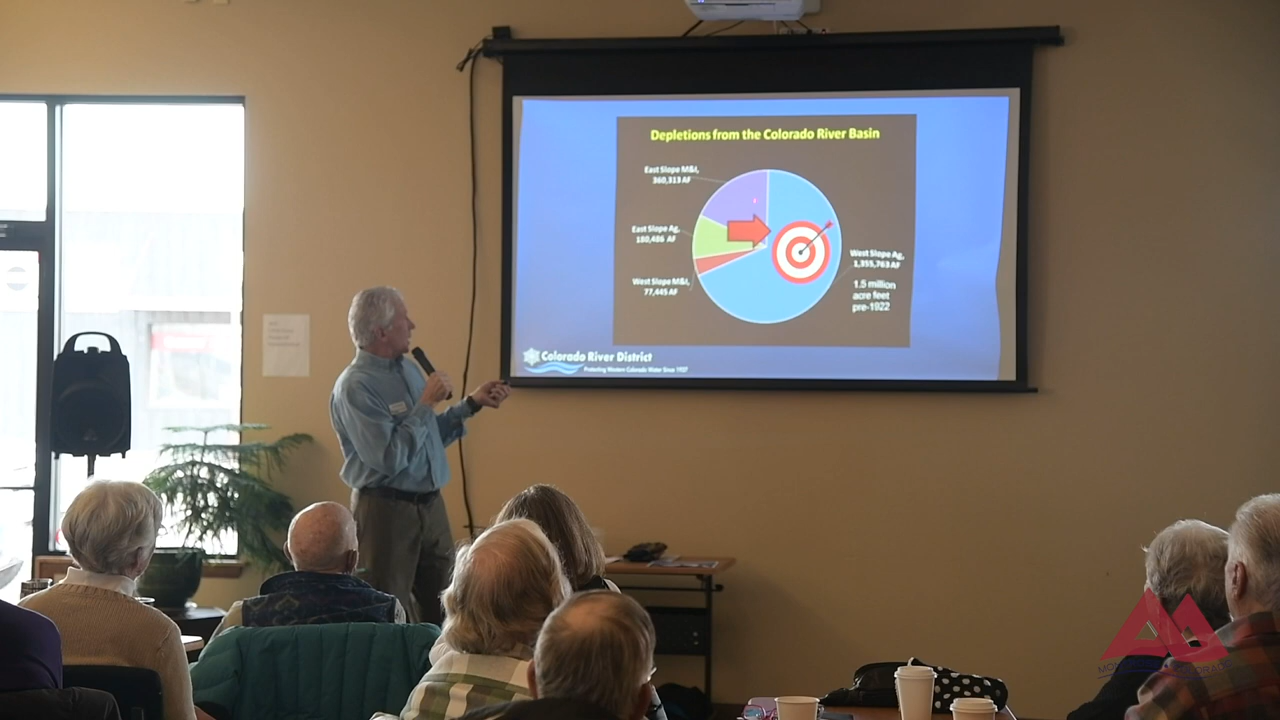 Depletions from the Colorado River Basin
East Slope M&I,
360,313 AF
East Slope Ag,
180,486 AF
West Slope M&I,
77,445 AF
West Slope Ag,
1,355,763 AF
1.5 million
acre feet
pre-1922
Colorado River District
Protecting Western Colorado Water Since 1937